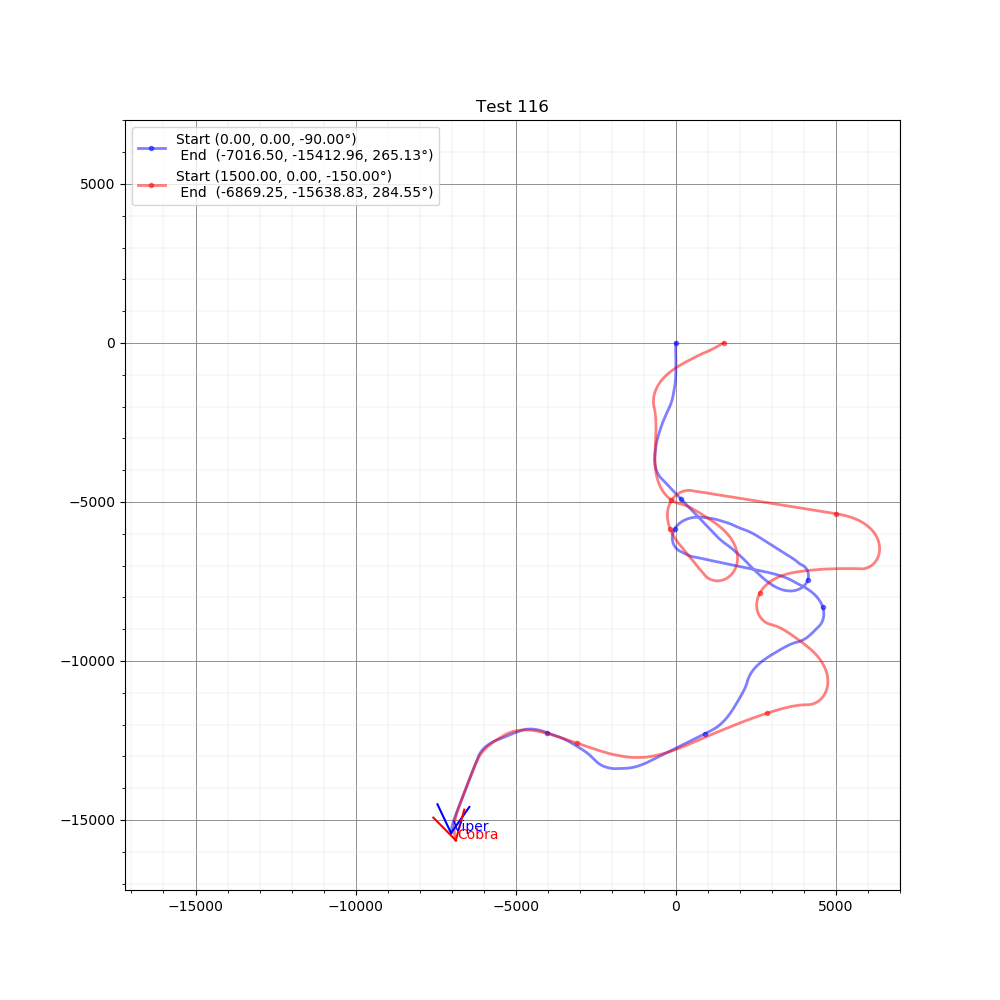 Test 116
Start (0.00, 0.00, -90.00°)
End (-7016.50, -15412.96, 265.13°)
Start (1500.00, 0.00, -150.00°)
End (-6869.25, -15638.83, 284.55°)
5000
0
−5000
−10000
−15000
Viper
Cobra
−15000
−10000
−5000
0
5000